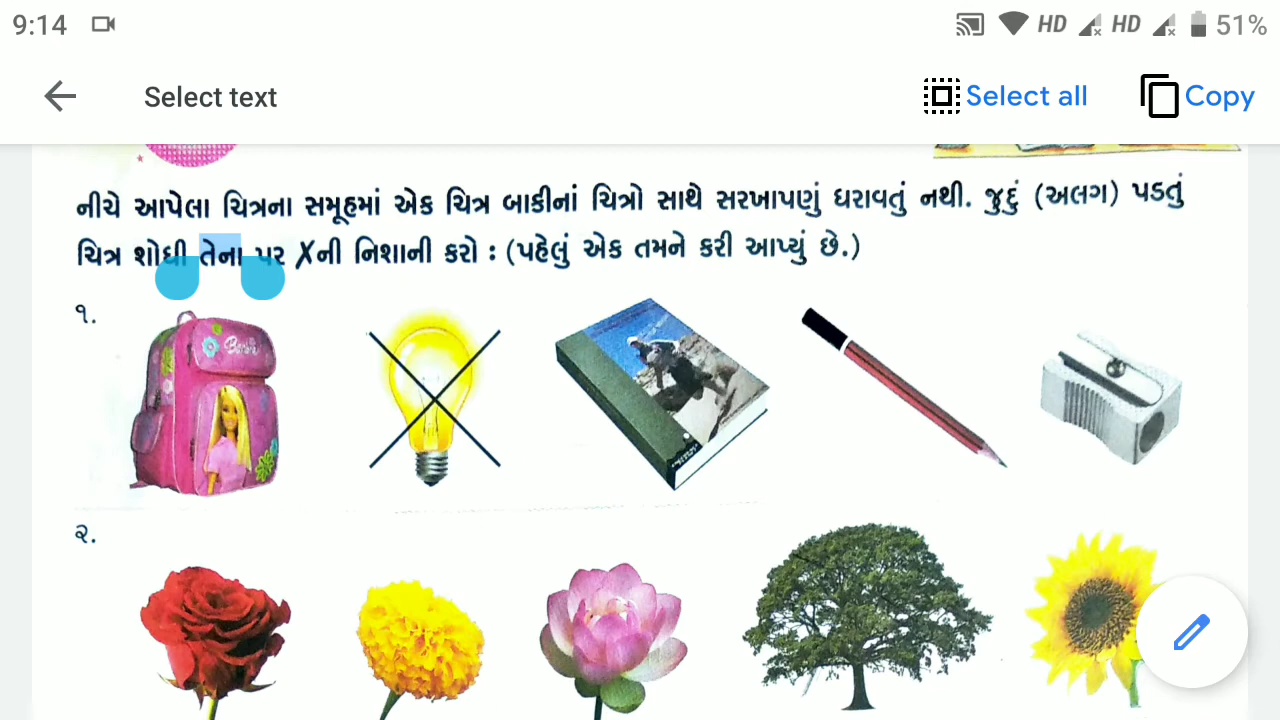 9:14 HD HD 51%
Select text Select all Copy
નીચે આપેલા ચિત્રના સમૂહમાં એક ચિત્ર બાકીનાં ચિત્રો સાથે સરખાપણું ધરાવતું નથી. જુદું (અલગ) પડતું
ચિત્ર શોધી તેના પર Xની નિશાની કરો : (પહેલું એક તમને કરી આપ્યું છે.)
૧.
Barbie
૨.